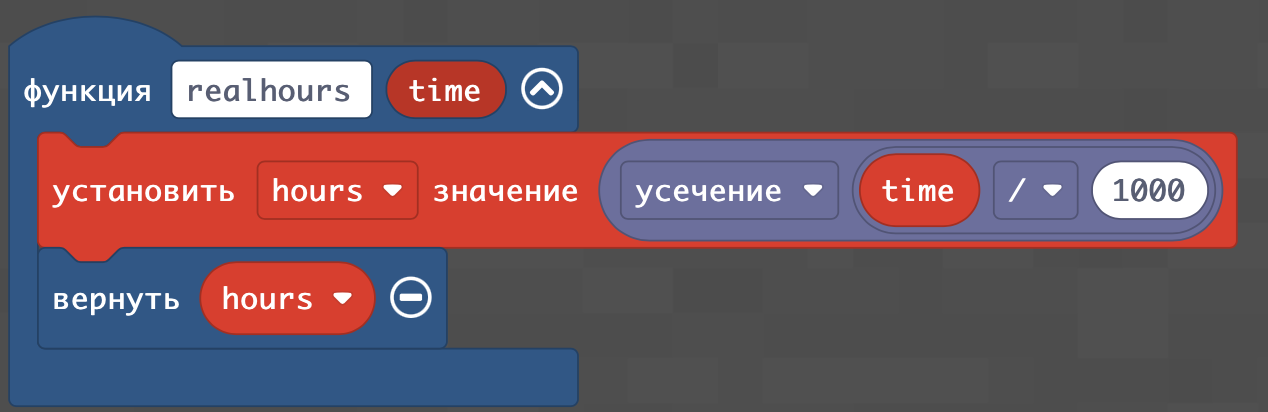 функция realhours time
установить hours значение усечение time / 1000
вернуть hours